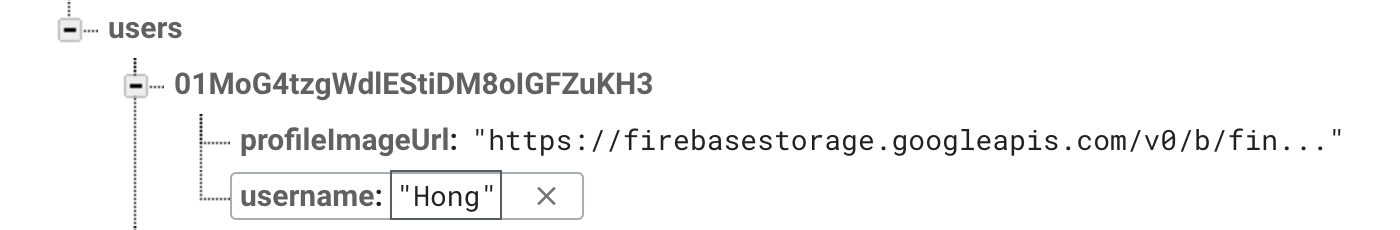 users
01MoG4tzgWdlEStiDM8oIGFZuKH3
profileImageUrl: "https://firebasestorage.googleapis.com/v0/b/fin..."
username: "Hong" ×